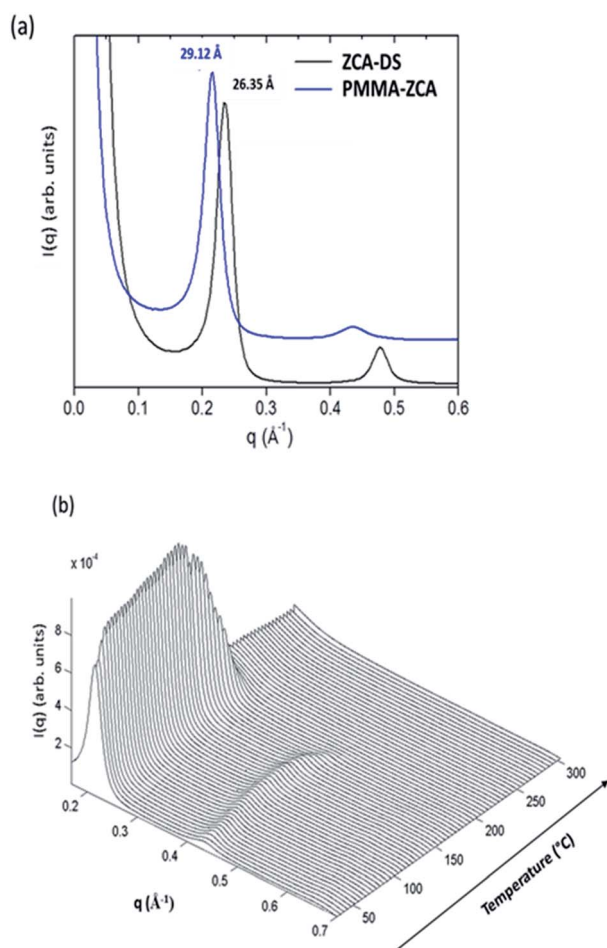 (a)
29.12 Å
26.35 Å
ZCA-DS
PMMA-ZCA
I(q) (arb. units)
0.0 0.1 0.2 0.3 0.4 0.5 0.6
q (Å⁻¹)
(b)
x 10⁻⁴
8
6
4
2
I(q) (arb. units)
0.2 0.3 0.4 0.5 0.6 0.7
q (Å⁻¹)
50 100 150 200 250 300
Temperature (°C)